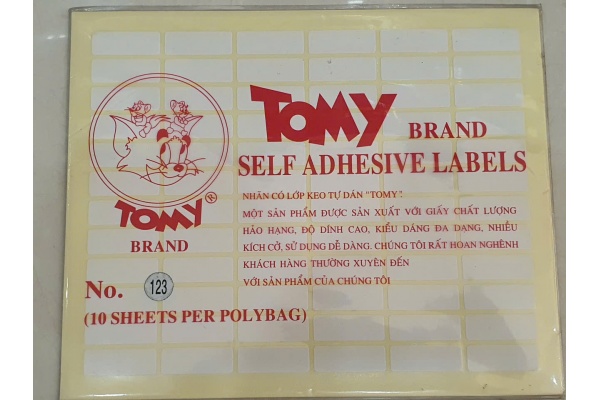 TOMY BRAND
SELF ADHESIVE LABELS
NHÃN CÓ LỚP KEO TỰ DÁN "TOMY".
MỘT SẢN PHẨM ĐƯỢC SẢN XUẤT VỚI GIẤY CHẤT LƯỢNG
HẢO HẠNG, ĐỘ DÍNH CAO, KIỂU DÁNG ĐA DẠNG, NHIỀU
KÍCH CỞ, SỬ DỤNG DỄ DÀNG. CHÚNG TÔI RẤT HOAN NGHÊNH
KHÁCH HÀNG THƯỜNG XUYÊN ĐẾN
VỚI SẢN PHẨM CỦA CHÚNG TÔI
TOMY®
BRAND
No. 123
(10 SHEETS PER POLYBAG)